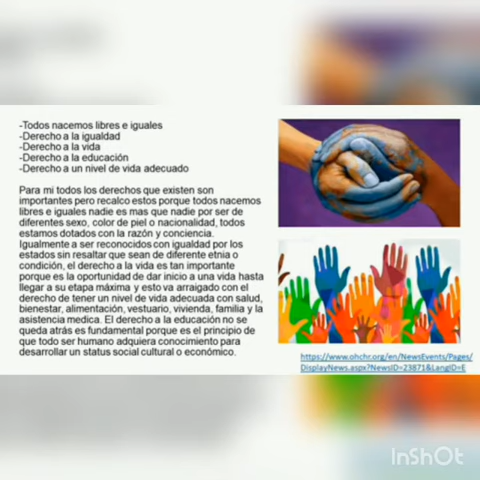 -Todos nacemos libres e iguales
-Derecho a la igualdad
-Derecho a la vida
-Derecho a la educación
-Derecho a un nivel de vida adecuado
Para mi todos los derechos que existen son
importantes pero recalco estos porque todos nacemos
libres e iguales nadie es mas que nadie por ser de
diferentes sexo, color de piel o nacionalidad, todos
estamos dotados con la razón y conciencia.
Igualmente a ser reconocidos con igualdad por los
estados sin resaltar que sean de diferente etnia o
condición, el derecho a la vida es tan importante
porque es la oportunidad de dar inicio a una vida hasta
llegar a su etapa máxima y esto va arraigado con el
derecho de tener un nivel de vida adecuada con salud,
bienestar, alimentación, vestuario, vivienda, familia y la
asistencia medica. El derecho a la educación no se
queda atrás es fundamental porque es el principio de
que todo ser humano adquiera conocimiento para
desarrollar un status social cultural o económico.
https://www.ohchr.org/en/NewsEvents/Pages/
DisplayNews.aspx?NewsID=23871&LangID=E
InShOt